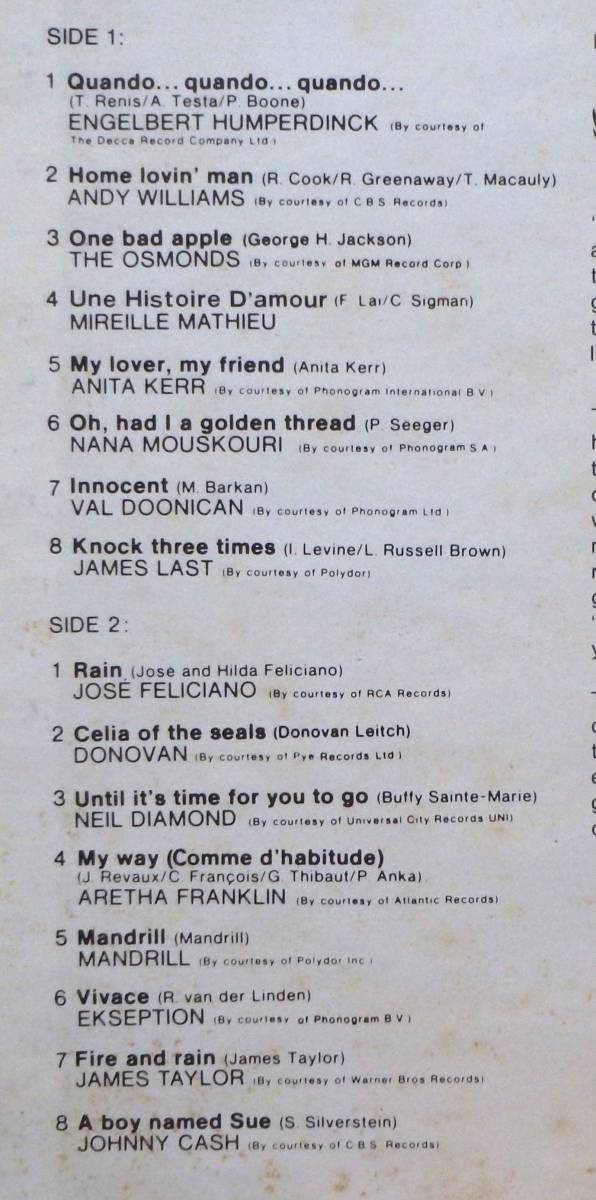 SIDE 1:
1 Quando... quando... quando...
(T. Renis/A. Testa/P. Boone)
ENGELBERT HUMPERDINCK (By courtesy of
The Decca Record Company Ltd)
2 Home lovin' man (R. Cook/R. Greenaway/T. Macauly)
ANDY WILLIAMS (By courtesy of C B S Records)
3 One bad apple (George H. Jackson)
THE OSMONDS (By courtesy of MGM Record Corp)
4 Une Histoire D'amour (F. Lai/C. Sigman)
MIREILLE MATHIEU
5 My lover, my friend (Anita Kerr)
ANITA KERR (By courtesy of Phonogram International B V)
6 Oh, had I a golden thread (P. Seeger)
NANA MOUSKOURI (By courtesy of Phonogram S A)
7 Innocent (M. Barkan)
VAL DOONICAN (By courtesy of Phonogram Ltd)
8 Knock three times (I. Levine/L. Russell Brown)
JAMES LAST (By courtesy of Polydor)
SIDE 2:
1 Rain (José and Hilda Feliciano)
JOSÉ FELICIANO (By courtesy of RCA Records)
2 Celia of the seals (Donovan Leitch)
DONOVAN (By courtesy of Pye Records Ltd)
3 Until it's time for you to go (Buffy Sainte-Marie)
NEIL DIAMOND (By courtesy of Universal City Records UNI)
4 My way (Comme d'habitude)
(J. Revaux/C. François/G. Thibaut/P. Anka)
ARETHA FRANKLIN (By courtesy of Atlantic Records)
5 Mandrill (Mandrill)
MANDRILL (By courtesy of Polydor Inc)
6 Vivace (R. van der Linden)
EKSEPTION (By courtesy of Phonogram B V)
7 Fire and rain (James Taylor)
JAMES TAYLOR (By courtesy of Warner Bros Records)
8 A boy named Sue (S. Silverstein)
JOHNNY CASH (By courtesy of C B S Records)